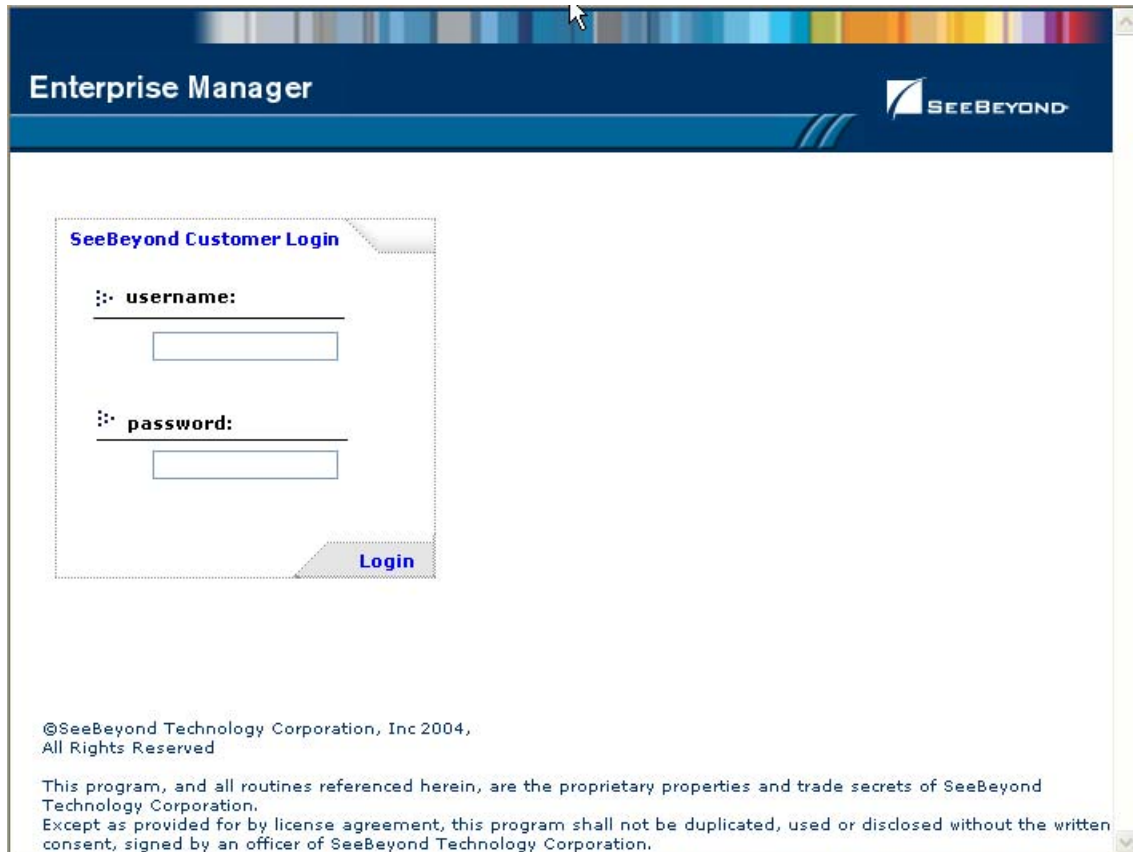 Enterprise Manager
SEEBEYOND
SeeBeyond Customer Login
username:
password:
Login
©SeeBeyond Technology Corporation, Inc 2004,
All Rights Reserved
This program, and all routines referenced herein, are the proprietary properties and trade secrets of SeeBeyond
Technology Corporation.
Except as provided for by license agreement, this program shall not be duplicated, used or disclosed without the written
consent, signed by an officer of SeeBeyond Technology Corporation.